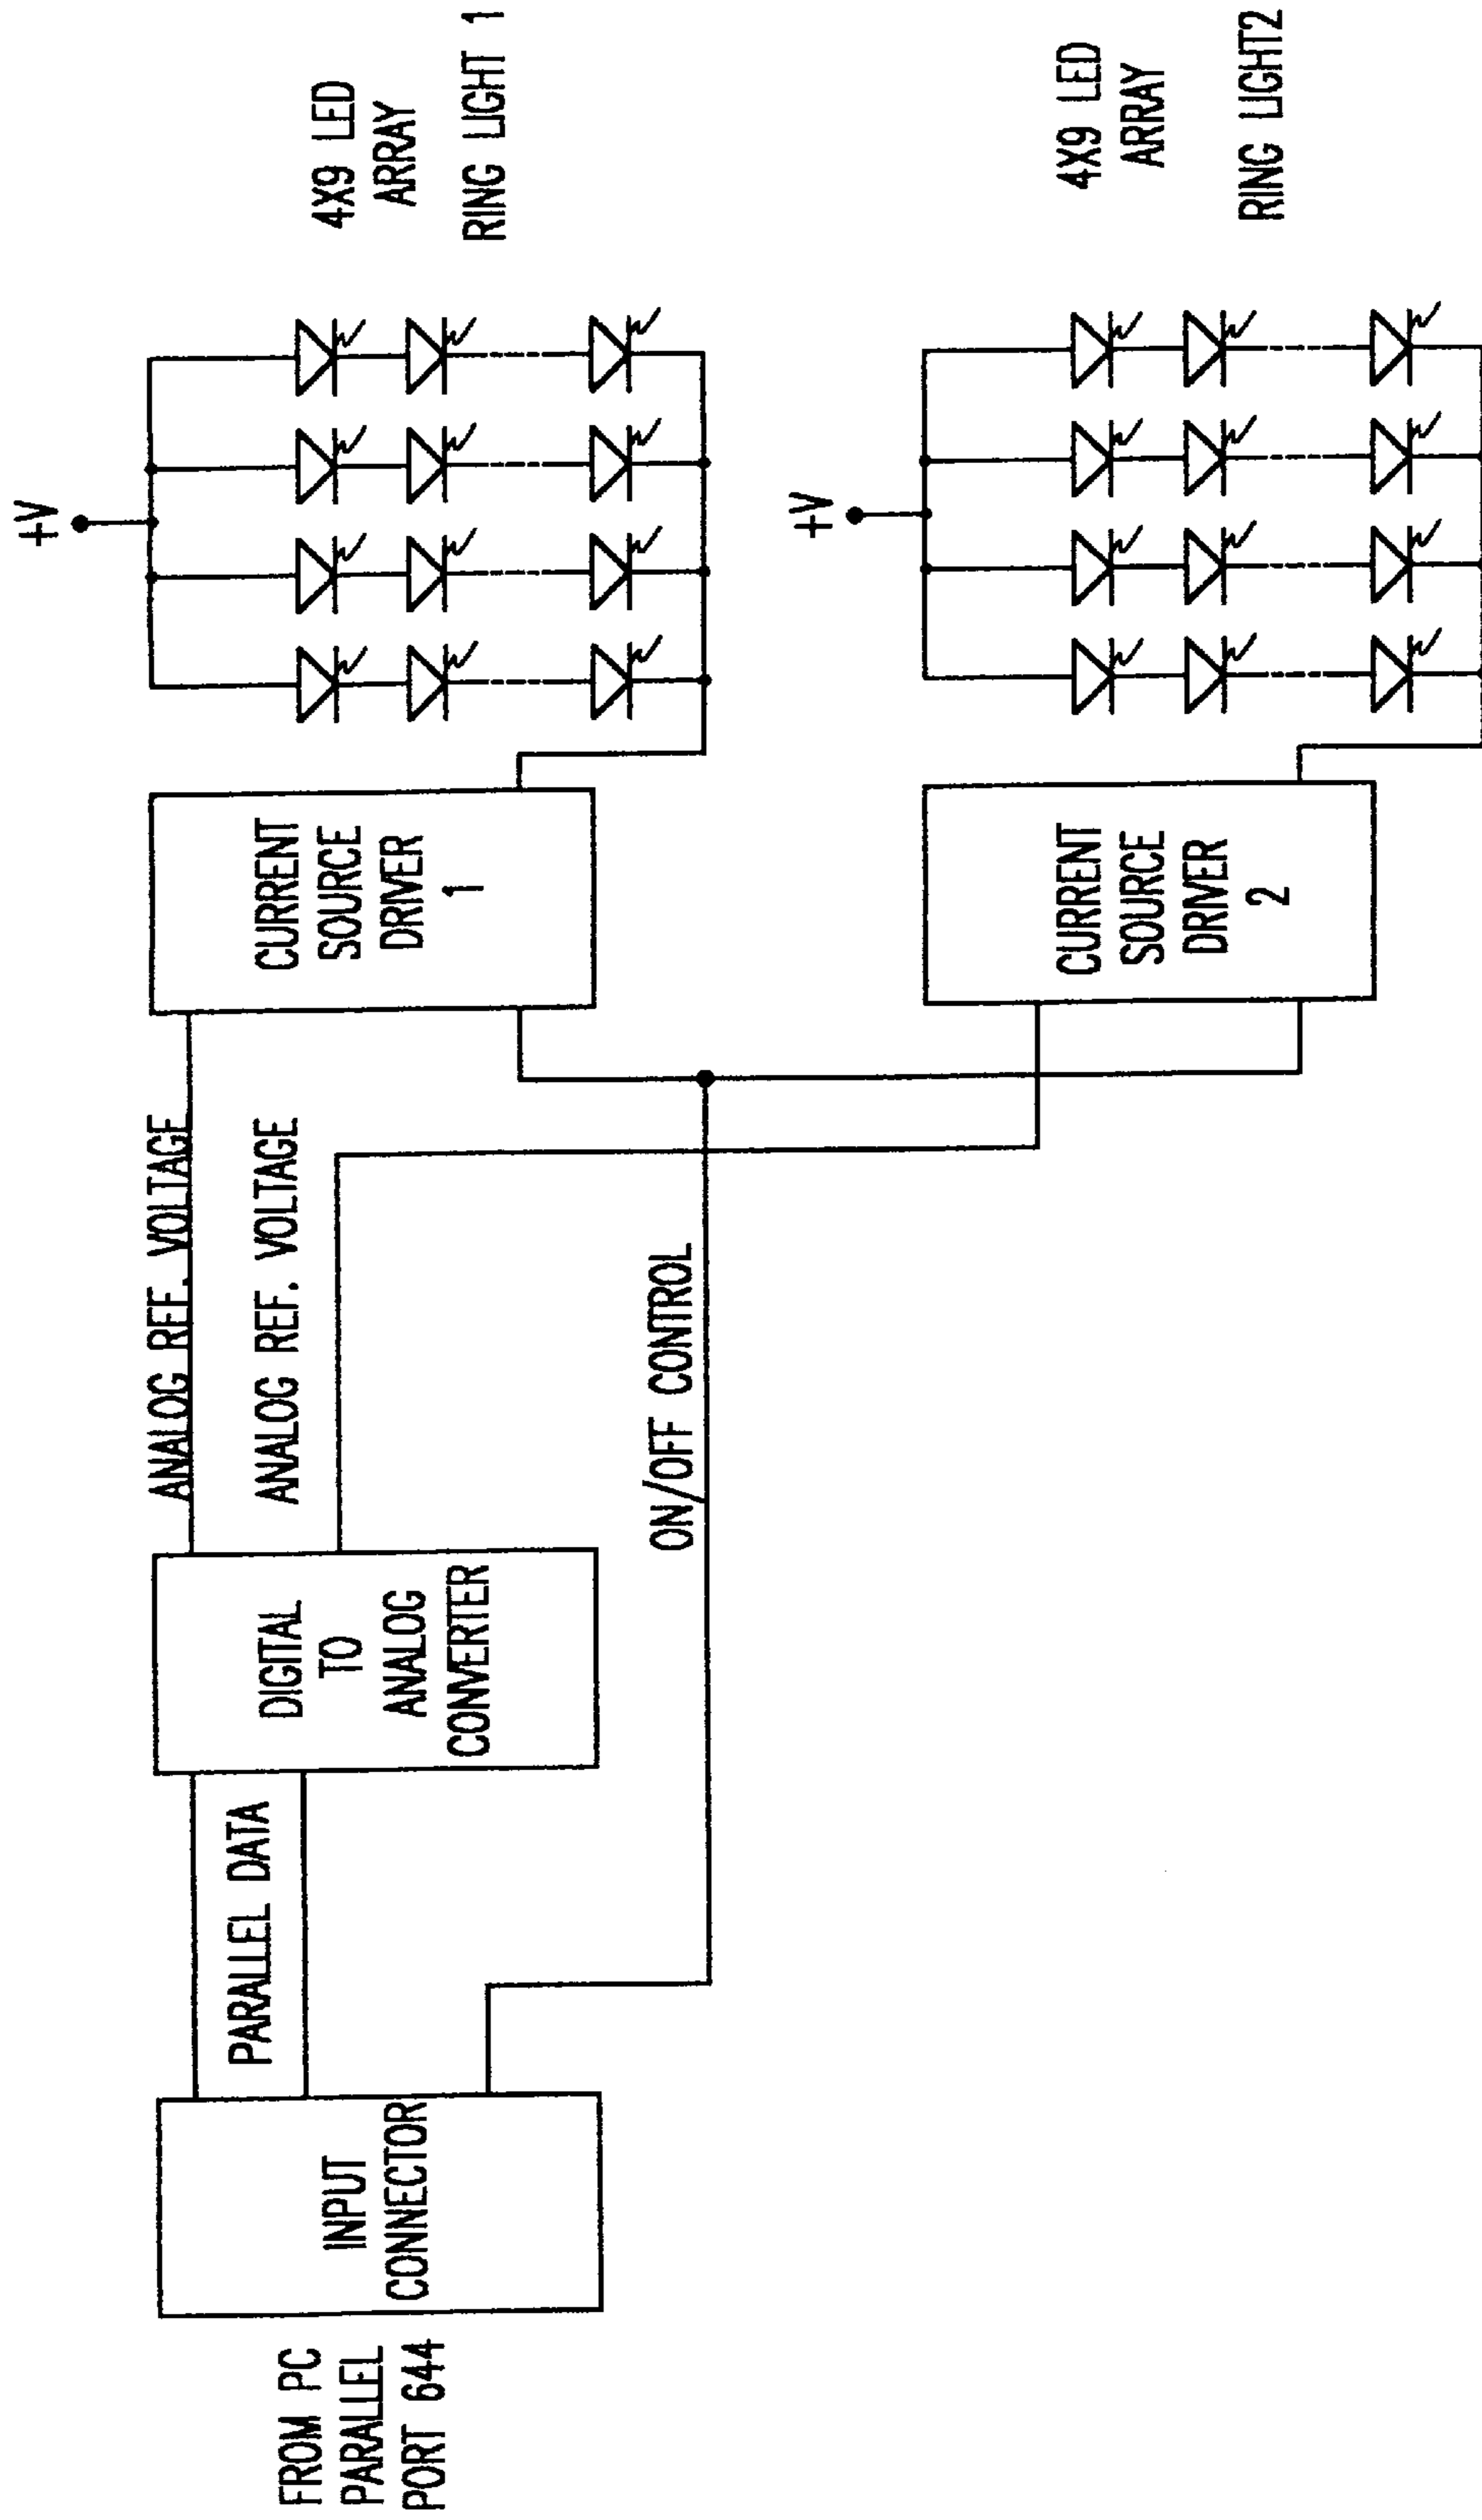 FROM PC
PARALLEL
PORT 644
INPUT
CONNECTOR
PARALLEL DATA
DIGITAL
TO
ANALOG
CONVERTER
ANALOG REF. VOLTAGE
ANALOG REF. VOLTAGE
ON/OFF CONTROL
CURRENT
SOURCE
DRIVER
1
+V
4X9 LED
ARRAY
RING LIGHT 1
CURRENT
SOURCE
DRIVER
2
+V
4X9 LED
ARRAY
RING LIGHT2